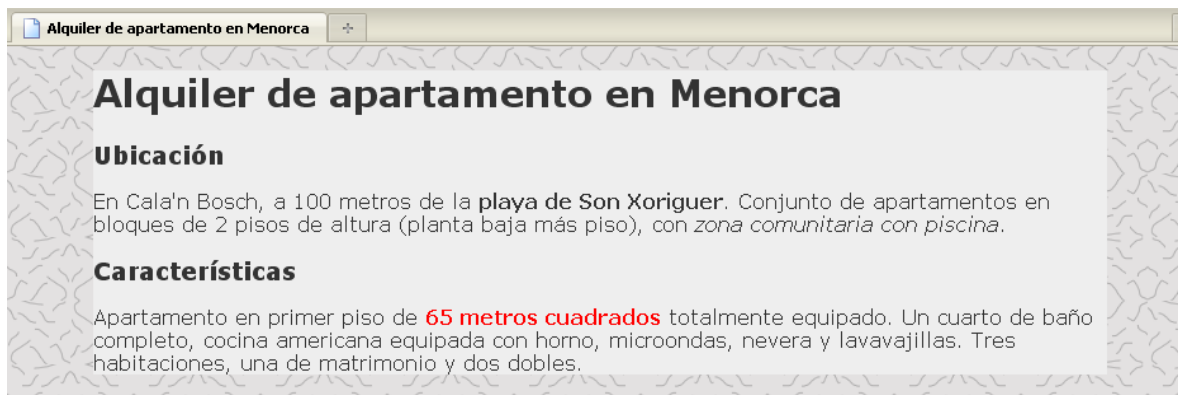 Alquiler de apartamento en Menorca
Alquiler de apartamento en Menorca
Ubicación
En Cala'n Bosch, a 100 metros de la playa de Son Xoriguer. Conjunto de apartamentos en
bloques de 2 pisos de altura (planta baja más piso), con zona comunitaria con piscina.
Características
Apartamento en primer piso de 65 metros cuadrados totalmente equipado. Un cuarto de baño
completo, cocina americana equipada con horno, microondas, nevera y lavavajillas. Tres
habitaciones, una de matrimonio y dos dobles.